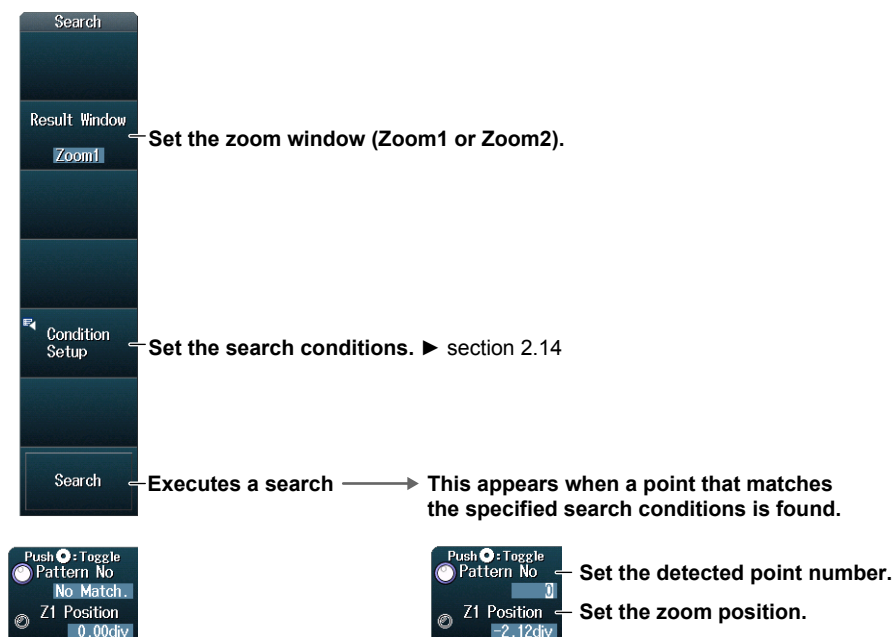 Search
Result Window
Zoom1
Set the zoom window (Zoom1 or Zoom2).
Condition
Setup
Set the search conditions. ► section 2.14
Search
Executes a search
This appears when a point that matches
the specified search conditions is found.
Push :Toggle
Pattern No
No Match.
Z1 Position
0.00div
Push :Toggle
Pattern No
0
Z1 Position
-2.12div
Set the detected point number.
Set the zoom position.